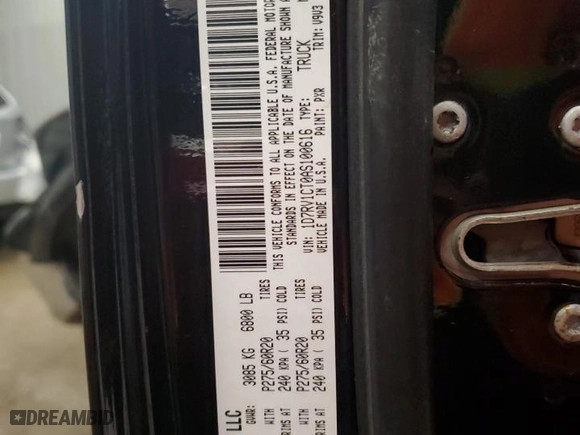 LLC
GVWR: 3085 KG 6800 LB
P275/60R20 TIRES
240 KPA ( 35 PSI) COLD
WITH
P275/60R20 TIRES
240 KPA ( 35 PSI) COLD
THIS VEHICLE CONFORMS TO ALL APPLICABLE U.S.A. FEDERAL MOTOR
STANDARDS IN EFFECT ON THE DATE OF MANUFACTURE SHOWN
VIN: 1D7RV1CT0AS100616 TYPE: TRUCK
VEHICLE MADE IN U.S.A. PAINT: PXR TRIM: V9V3
RIMS AT
WITH
RIMS AT
DREAMBID